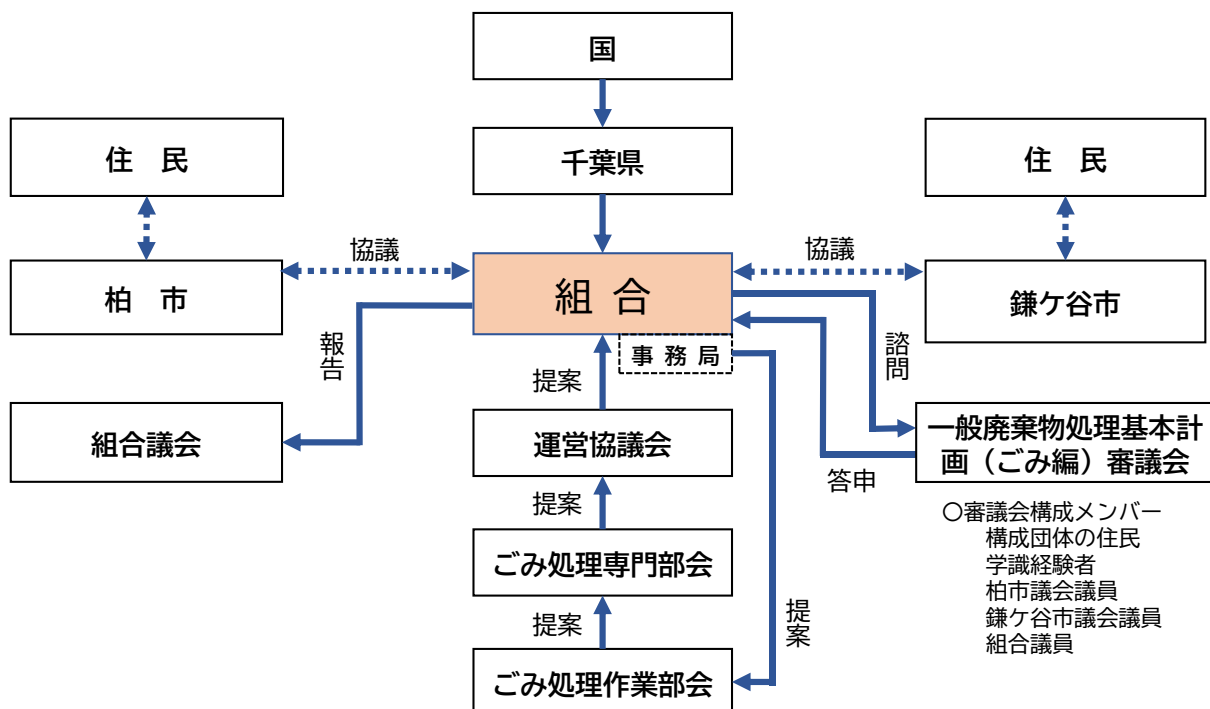 国
住　民
千葉県
住　民
協議
協議
柏　市
組 合
鎌ケ谷市
報告
事 務 局
諮問
提案
組合議会
運営協議会
一般廃棄物処理基本計
画（ごみ編）審議会
答申
提案
〇審議会構成メンバー
構成団体の住民
学識経験者
柏市議会議員
鎌ケ谷市議会議員
組合議員
ごみ処理専門部会
提案
提案
ごみ処理作業部会